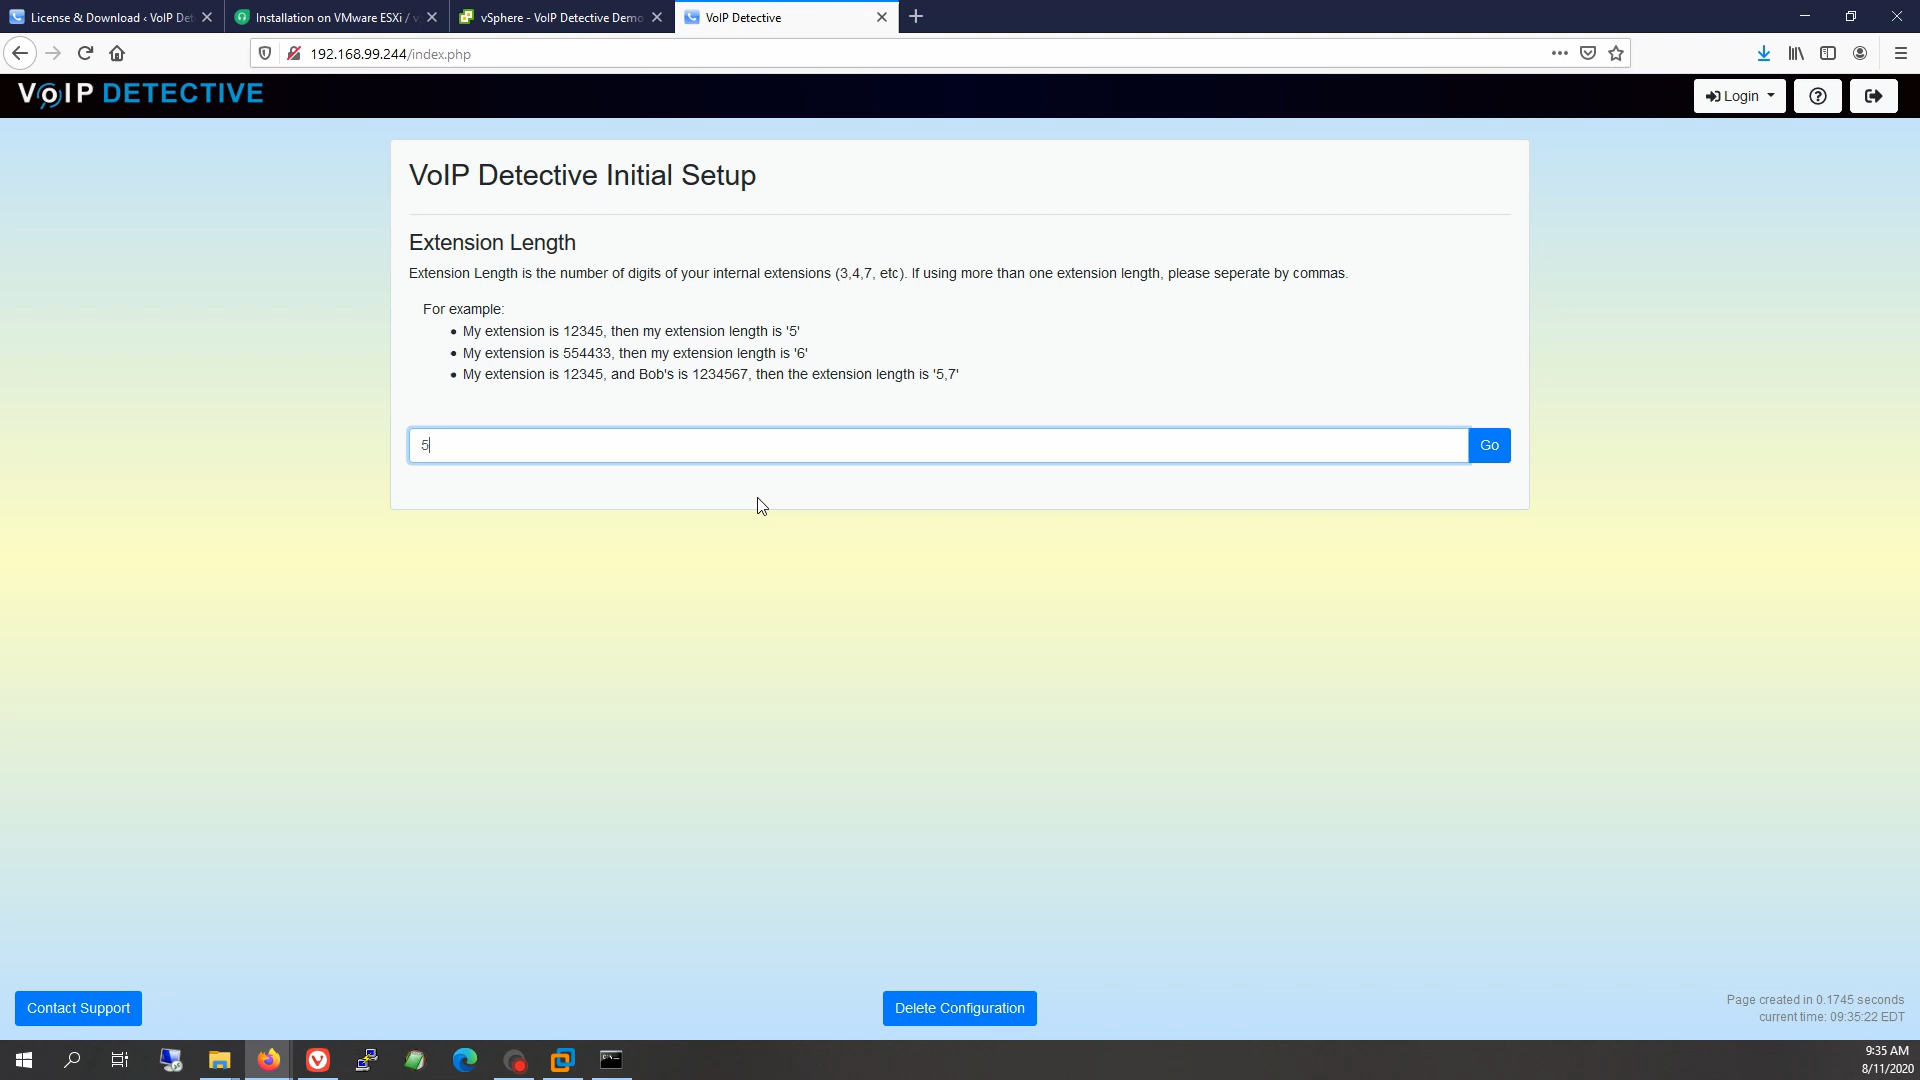 License & Download ‹ VoIP Det
Installation on VMware ESXi / v
vSphere - VoIP Detective Demo
VoIP Detective
192.168.99.244/index.php
VoIP DETECTIVE
Login
VoIP Detective Initial Setup
Extension Length
Extension Length is the number of digits of your internal extensions (3,4,7, etc). If using more than one extension length, please seperate by commas.
For example:
• My extension is 12345, then my extension length is '5'
• My extension is 554433, then my extension length is '6'
• My extension is 12345, and Bob's is 1234567, then the extension length is '5,7'
5
Go
Contact Support
Delete Configuration
Page created in 0.1745 seconds
current time: 09:35:22 EDT
9:35 AM
8/11/2020